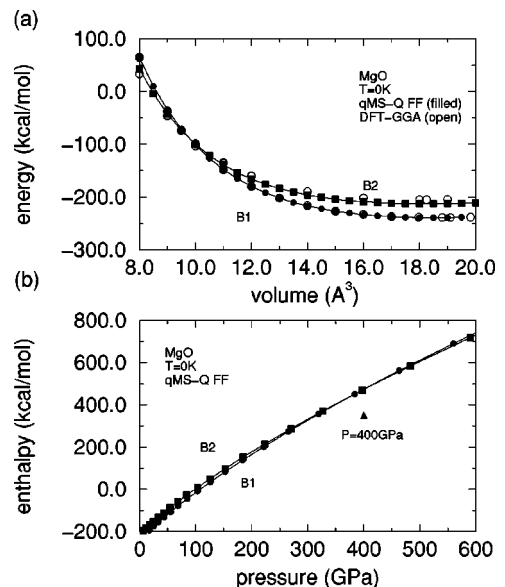 (a)
100.0
0.0
−100.0
−200.0
−300.0
energy (kcal/mol)
MgO
T=0K
qMS−Q FF (filled)
DFT−GGA (open)
B2
B1
8.0 10.0 12.0 14.0 16.0 18.0 20.0
volume (A³)
(b)
800.0
600.0
400.0
200.0
0.0
−200.0
enthalpy (kcal/mol)
MgO
T=0K
qMS−Q FF
P=400GPa
B2
B1
0 100 200 300 400 500 600
pressure (GPa)